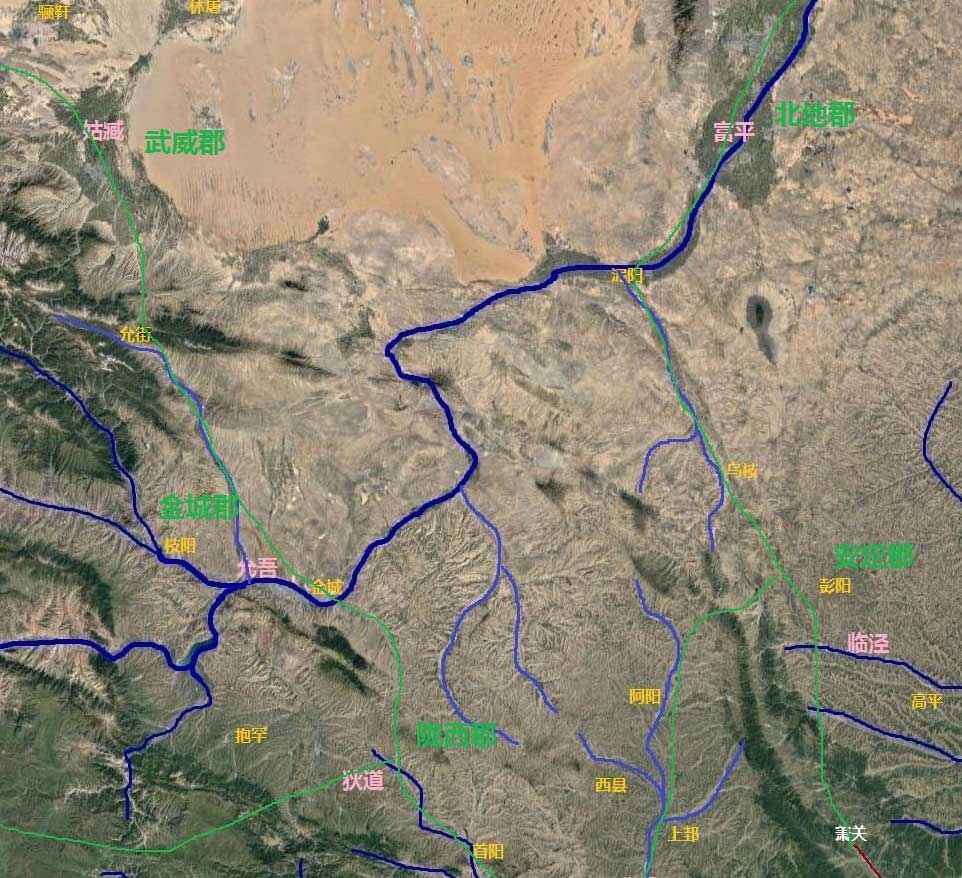 骊靬
休屠
姑臧
武威郡
富平
北地郡
泥阳
允街
乌枝
金城郡
枝阳
允吾
金城
安定郡
彭阳
临泾
阿阳
高平
抱罕
陇西郡
狄道
西县
上邽
萧关
首阳